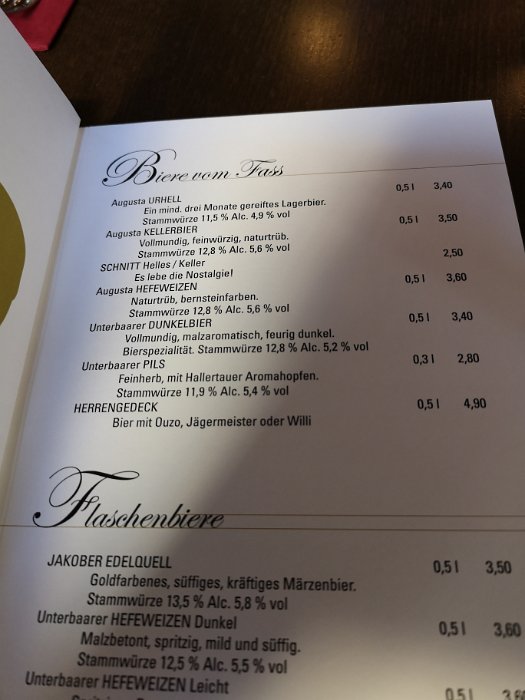 Biere vom Fass
Augusta URHELL 0,5 l 3,40
Ein mind. drei Monate gereiftes Lagerbier.
Stammwürze 11,5 % Alc. 4,9 % vol
Augusta KELLERBIER 0,5 l 3,50
Vollmundig, feinwürzig, naturtrüb.
Stammwürze 12,8 % Alc. 5,6 % vol
SCHNITT Helles / Keller 2,50
Es lebe die Nostalgie!
Augusta HEFEWEIZEN 0,5 l 3,60
Naturtrüb, bernsteinfarben.
Stammwürze 12,8 % Alc. 5,6 % vol
Unterbaarer DUNKELBIER 0,5 l 3,40
Vollmundig, malzaromatisch, feurig dunkel.
Bierspezialität. Stammwürze 12,8 % Alc. 5,2 % vol
Unterbaarer PILS 0,3 l 2,80
Feinherb, mit Hallertauer Aromahopfen.
Stammwürze 11,9 % Alc. 5,4 % vol
HERRENGEDECK 0,5 l 4,90
Bier mit Ouzo, Jägermeister oder Willi
Flaschenbiere
JAKOBER EDELQUELL 0,5 l 3,50
Goldfarbenes, süffiges, kräftiges Märzenbier.
Stammwürze 13,5 % Alc. 5,8 % vol
Unterbaarer HEFEWEIZEN Dunkel 0,5 l 3,60
Malzbetont, spritzig, mild und süffig.
Stammwürze 12,5 % Alc. 5,5 % vol
Unterbaarer HEFEWEIZEN Leicht 0,5 l